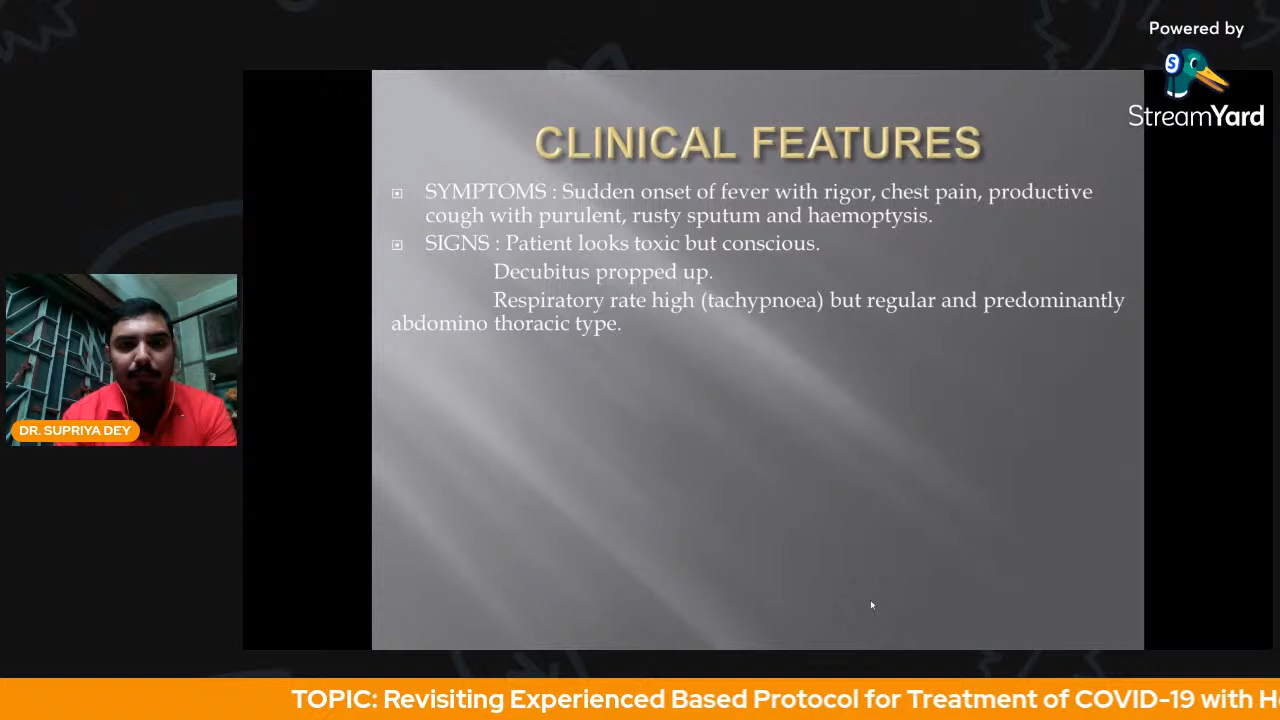 Powered by
StreamYard
CLINICAL FEATURES
SYMPTOMS : Sudden onset of fever with rigor, chest pain, productive
cough with purulent, rusty sputum and haemoptysis.
SIGNS : Patient looks toxic but conscious.
Decubitus propped up.
Respiratory rate high (tachypnoea) but regular and predominantly
abdomino thoracic type.
DR. SUPRIYA DEY
TOPIC: Revisiting Experienced Based Protocol for Treatment of COVID-19 with H